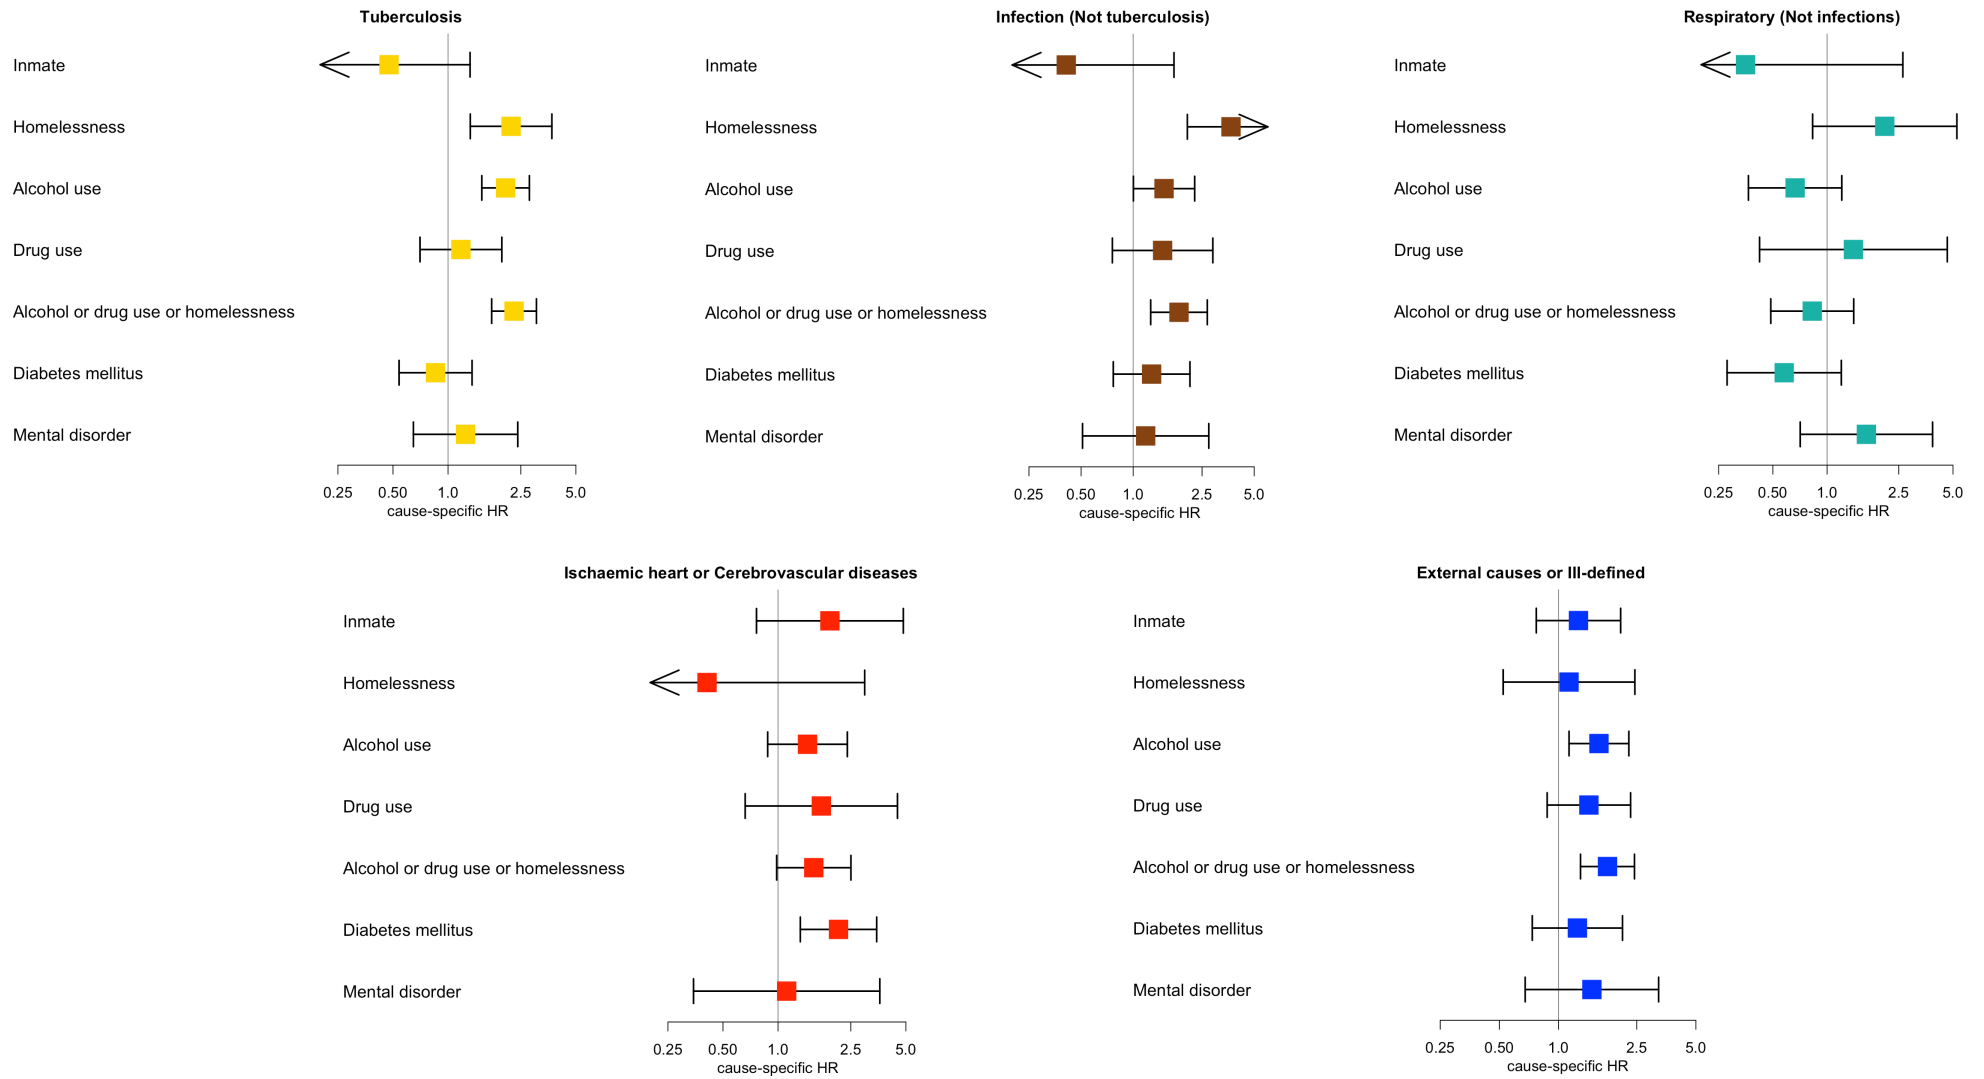 Tuberculosis
Inmate
Homelessness
Alcohol use
Drug use
Alcohol or drug use or homelessness
Diabetes mellitus
Mental disorder
0.25 0.50 1.0 2.5 5.0
cause-specific HR
Infection (Not tuberculosis)
Inmate
Homelessness
Alcohol use
Drug use
Alcohol or drug use or homelessness
Diabetes mellitus
Mental disorder
0.25 0.50 1.0 2.5 5.0
cause-specific HR
Respiratory (Not infections)
Inmate
Homelessness
Alcohol use
Drug use
Alcohol or drug use or homelessness
Diabetes mellitus
Mental disorder
0.25 0.50 1.0 2.5 5.0
cause-specific HR
Ischaemic heart or Cerebrovascular diseases
Inmate
Homelessness
Alcohol use
Drug use
Alcohol or drug use or homelessness
Diabetes mellitus
Mental disorder
0.25 0.50 1.0 2.5 5.0
cause-specific HR
External causes or Ill-defined
Inmate
Homelessness
Alcohol use
Drug use
Alcohol or drug use or homelessness
Diabetes mellitus
Mental disorder
0.25 0.50 1.0 2.5 5.0
cause-specific HR